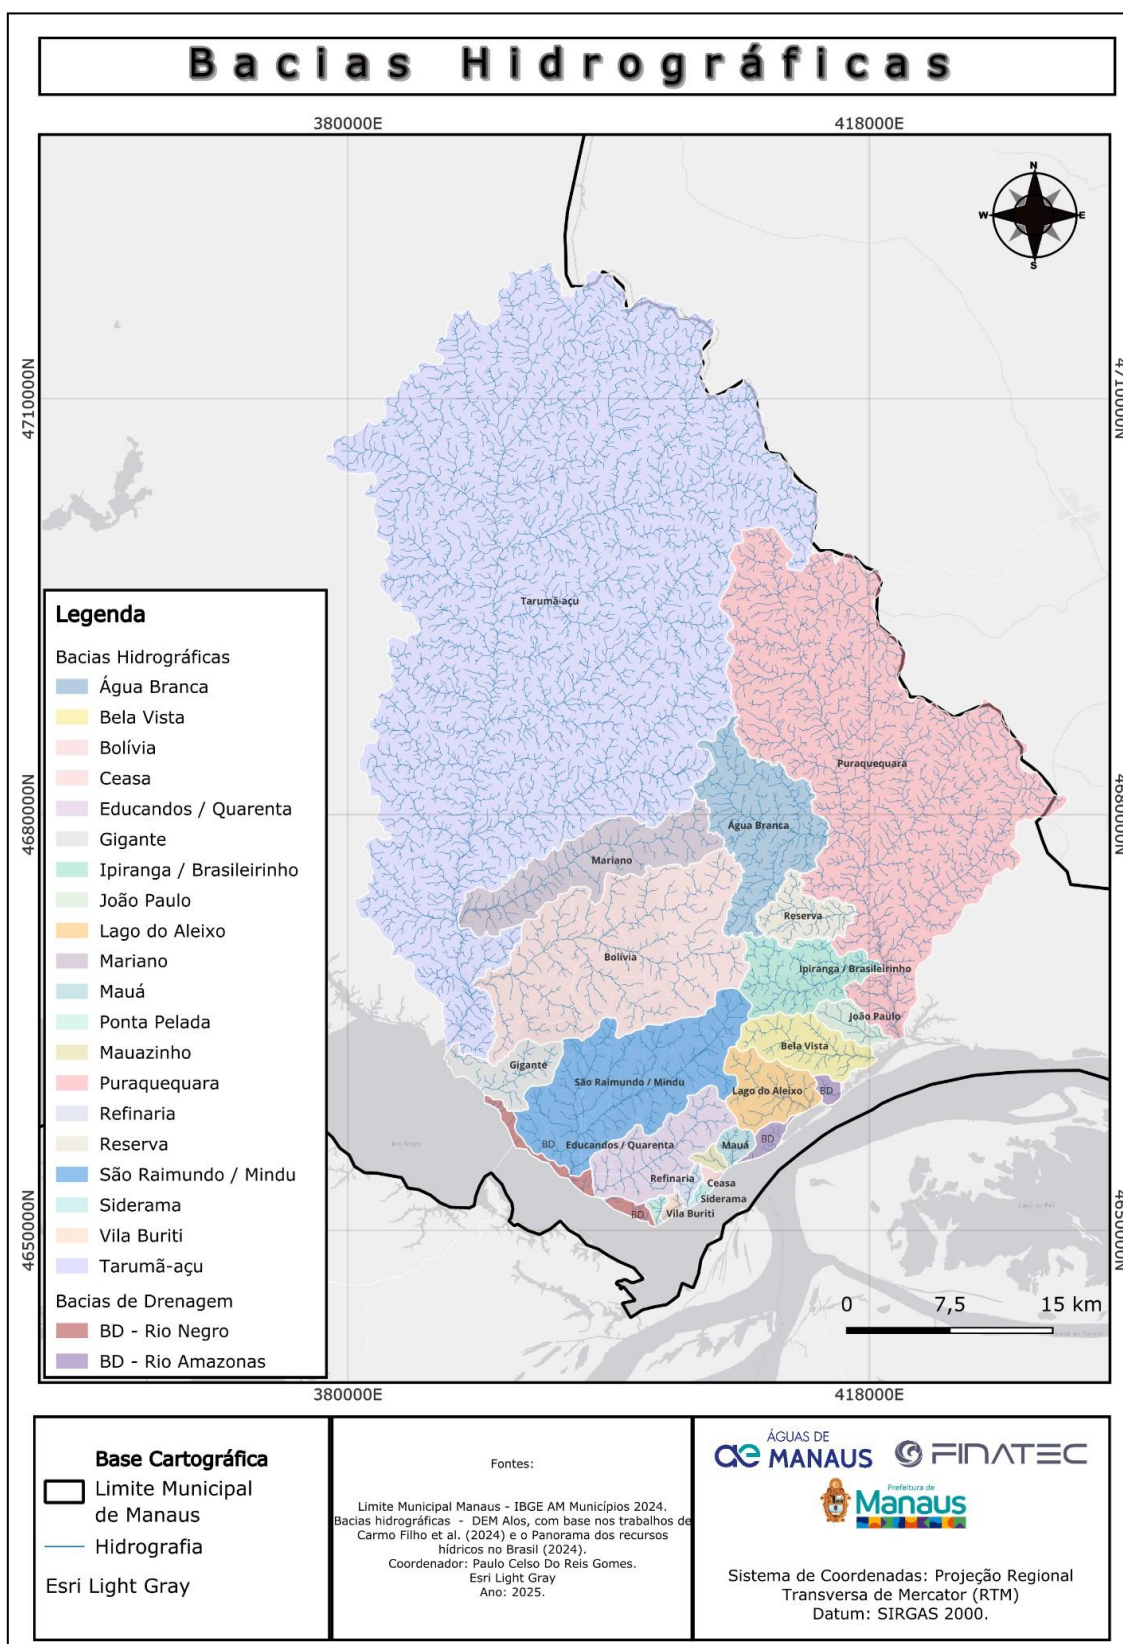 Bacias Hidrográficas
380000E
418000E
N
W
E
S
4710000N
4710000N
Tarumã-açu
Puraquequara
4680000N
4680000N
Água Branca
Mariano
Reserva
Bolívia
Ipiranga / Brasileirinho
João Paulo
Bela Vista
Gigante
São Raimundo / Mindu
Lago do Aleixo
BD
BD
BD
Educandos / Quarenta
Mauá
Rio Negro
Refinaria
Ceasa
Siderama
BD
Vila Buriti
4650000N
4650000N
Legenda
Bacias Hidrográficas
Água Branca
Bela Vista
Bolívia
Ceasa
Educandos / Quarenta
Gigante
Ipiranga / Brasileirinho
João Paulo
Lago do Aleixo
Mariano
Mauá
Ponta Pelada
Mauazinho
Puraquequara
Refinaria
Reserva
São Raimundo / Mindu
Siderama
Vila Buriti
Tarumã-açu
Bacias de Drenagem
BD - Rio Negro
BD - Rio Amazonas
0 7,5 15 km
380000E
418000E
Base Cartográfica
Limite Municipal
de Manaus
Hidrografia
Esri Light Gray
Fontes:
Limite Municipal Manaus - IBGE AM Municípios 2024.
Bacias hidrográficas - DEM Alos, com base nos trabalhos de
Carmo Filho et al. (2024) e o Panorama dos recursos
hídricos no Brasil (2024).
Coordenador: Paulo Celso Do Reis Gomes.
Esri Light Gray
Ano: 2025.
ÁGUAS DE
MANAUS
FINATEC
Prefeitura de
Manaus
Sistema de Coordenadas: Projeção Regional
Transversa de Mercator (RTM)
Datum: SIRGAS 2000.